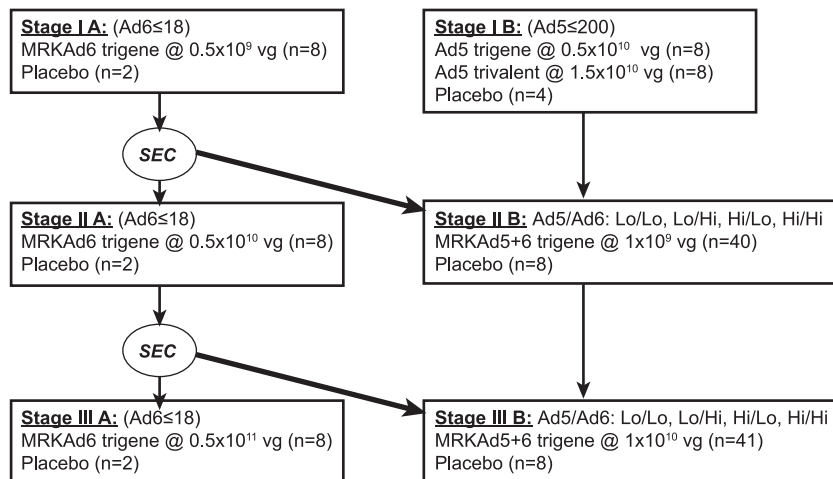 Stage I A: (Ad6≤18)
MRKAd6 trigene @ 0.5x10⁹ vg (n=8)
Placebo (n=2)
Stage I B: (Ad5≤200)
Ad5 trigene @ 0.5x10¹⁰ vg (n=8)
Ad5 trivalent @ 1.5x10¹⁰ vg (n=8)
Placebo (n=4)
SEC
Stage II A: (Ad6≤18)
MRKAd6 trigene @ 0.5x10¹⁰ vg (n=8)
Placebo (n=2)
Stage II B: Ad5/Ad6: Lo/Lo, Lo/Hi, Hi/Lo, Hi/Hi
MRKAd5+6 trigene @ 1x10⁹ vg (n=40)
Placebo (n=8)
SEC
Stage III A: (Ad6≤18)
MRKAd6 trigene @ 0.5x10¹¹ vg (n=8)
Placebo (n=2)
Stage III B: Ad5/Ad6: Lo/Lo, Lo/Hi, Hi/Lo, Hi/Hi
MRKAd5+6 trigene @ 1x10¹⁰ vg (n=41)
Placebo (n=8)